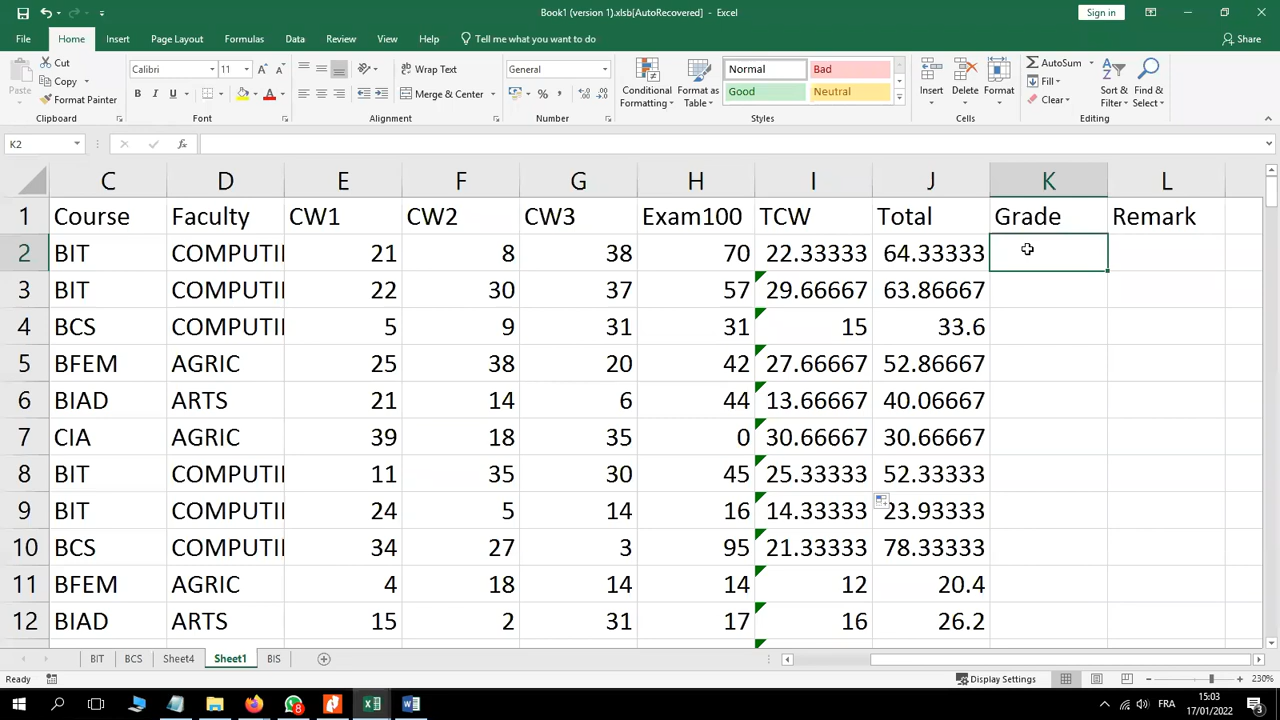 Book1 (version 1).xlsb[AutoRecovered] - Excel
Sign in
File Home Insert Page Layout Formulas Data Review View Help Tell me what you want to do Share
Paste
Cut
Copy
Format Painter
Clipboard
Calibri 11
B I U
Font
Wrap Text
Merge & Center
Alignment
General
Number
Conditional Formatting
Format as Table
Normal Bad
Good Neutral
Styles
Insert
Delete
Format
Cells
AutoSum
Fill
Clear
Sort & Filter
Find & Select
Editing
K2 fx
C D E F G H I J K L
1 Course Faculty CW1 CW2 CW3 Exam100 TCW Total Grade Remark
2 BIT COMPUTI 21 8 38 70 22.33333 64.33333
3 BIT COMPUTI 22 30 37 57 29.66667 63.86667
4 BCS COMPUTI 5 9 31 31 15 33.6
5 BFEM AGRIC 25 38 20 42 27.66667 52.86667
6 BIAD ARTS 21 14 6 44 13.66667 40.06667
7 CIA AGRIC 39 18 35 0 30.66667 30.66667
8 BIT COMPUTI 11 35 30 45 25.33333 52.33333
9 BIT COMPUTI 24 5 14 16 14.33333 23.93333
10 BCS COMPUTI 34 27 3 95 21.33333 78.33333
11 BFEM AGRIC 4 18 14 14 12 20.4
12 BIAD ARTS 15 2 31 17 16 26.2
BIT BCS Sheet4 Sheet1 BIS
Ready Display Settings 230%
8 FRA 15:03
17/01/2022 3